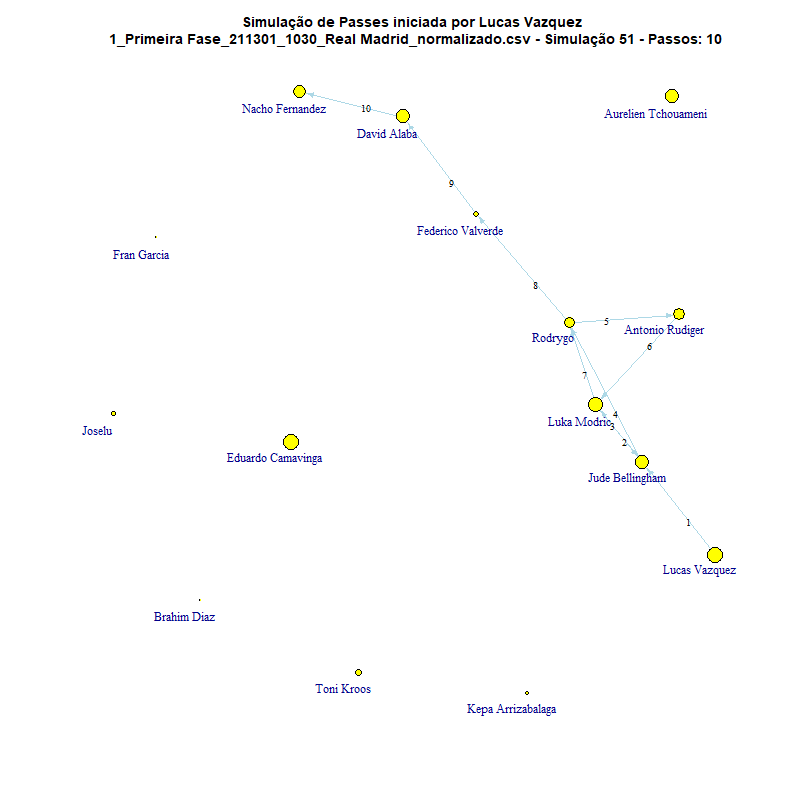 Simulação de Passes iniciada por Lucas Vazquez
1_Primeira Fase_211301_1030_Real Madrid_normalizado.csv - Simulação 51 - Passos: 10
Nacho Fernandez
10
David Alaba
Aurelien Tchouameni
9
Federico Valverde
Fran Garcia
8
5
Antonio Rudiger
Rodrygo
6
7
Luka Modric
4
3
2
Joselu
Eduardo Camavinga
Jude Bellingham
1
Lucas Vazquez
Brahim Diaz
Toni Kroos
Kepa Arrizabalaga